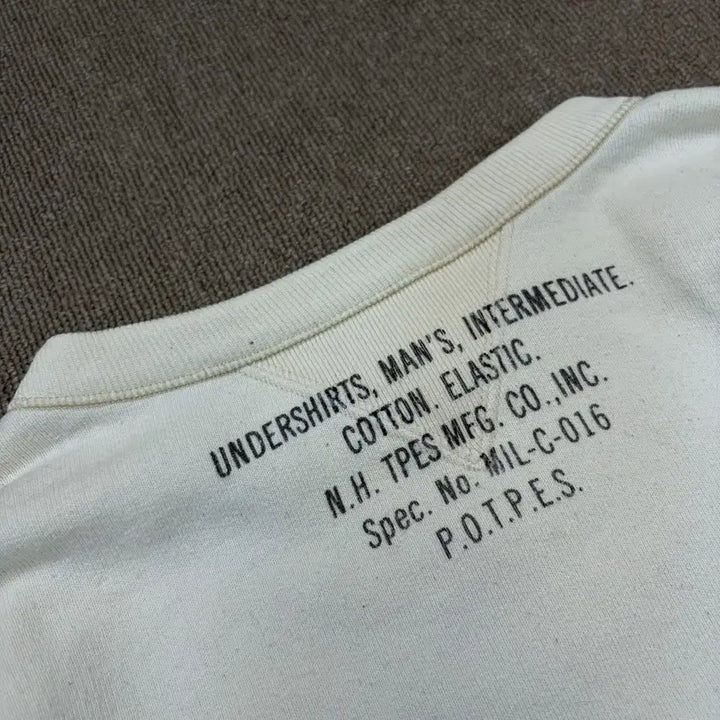 UNDERSHIRTS, MAN'S, INTERMEDIATE.
COTTON. ELASTIC.
N.H. TPES MFG. CO.,INC.
Spec. No. MIL-C-016
P.O.T.P.E.S.